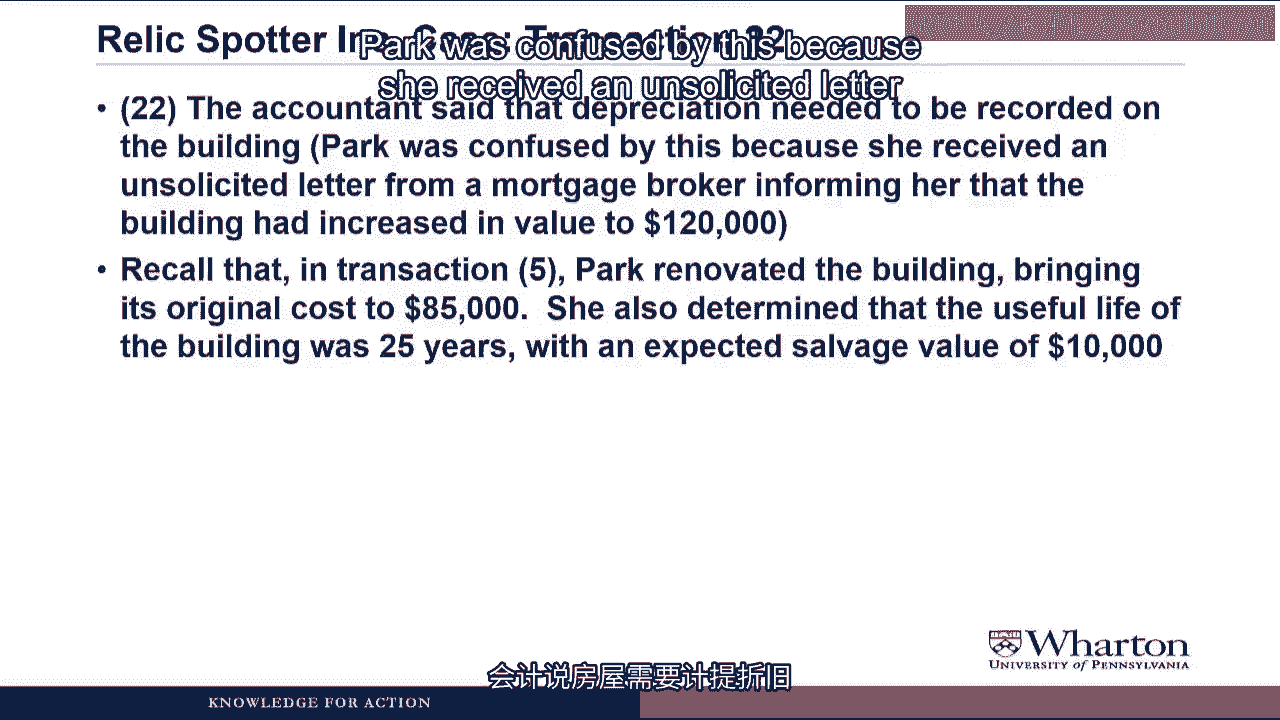 Relic Spotter Inc. Case: Transaction 22
Park was confused by this because
she received an unsolicited letter
• (22) The accountant said that depreciation needed to be recorded on
the building (Park was confused by this because she received an
unsolicited letter from a mortgage broker informing her that the
building had increased in value to $120,000)
• Recall that, in transaction (5), Park renovated the building, bringing
its original cost to $85,000. She also determined that the useful life of
the building was 25 years, with an expected salvage value of $10,000
Wharton
UNIVERSITY of PENNSYLVANIA
会计说房屋需要计提折旧
KNOWLEDGE FOR ACTION